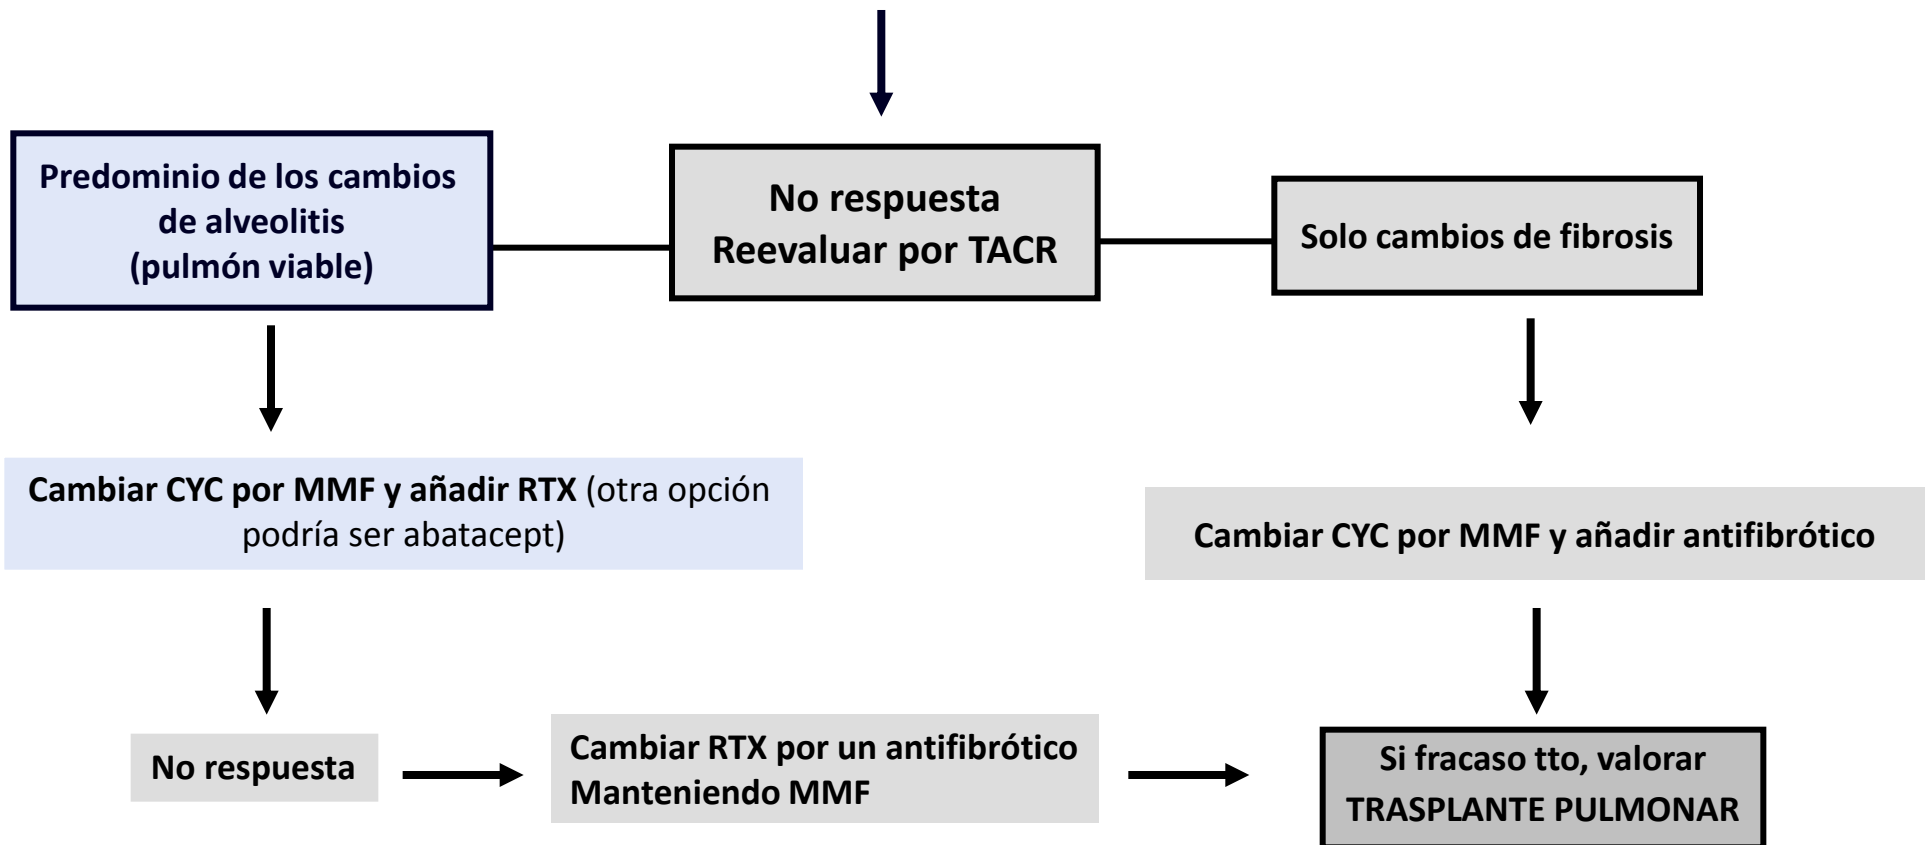 Predominio de los cambios
de alveolitis
(pulmón viable)
No respuesta
Reevaluar por TACR
Solo cambios de fibrosis
Cambiar CYC por MMF y añadir RTX (otra opción
podría ser abatacept)
Cambiar CYC por MMF y añadir antifibrótico
No respuesta
Cambiar RTX por un antifibrótico
Manteniendo MMF
Si fracaso tto, valorar
TRASPLANTE PULMONAR